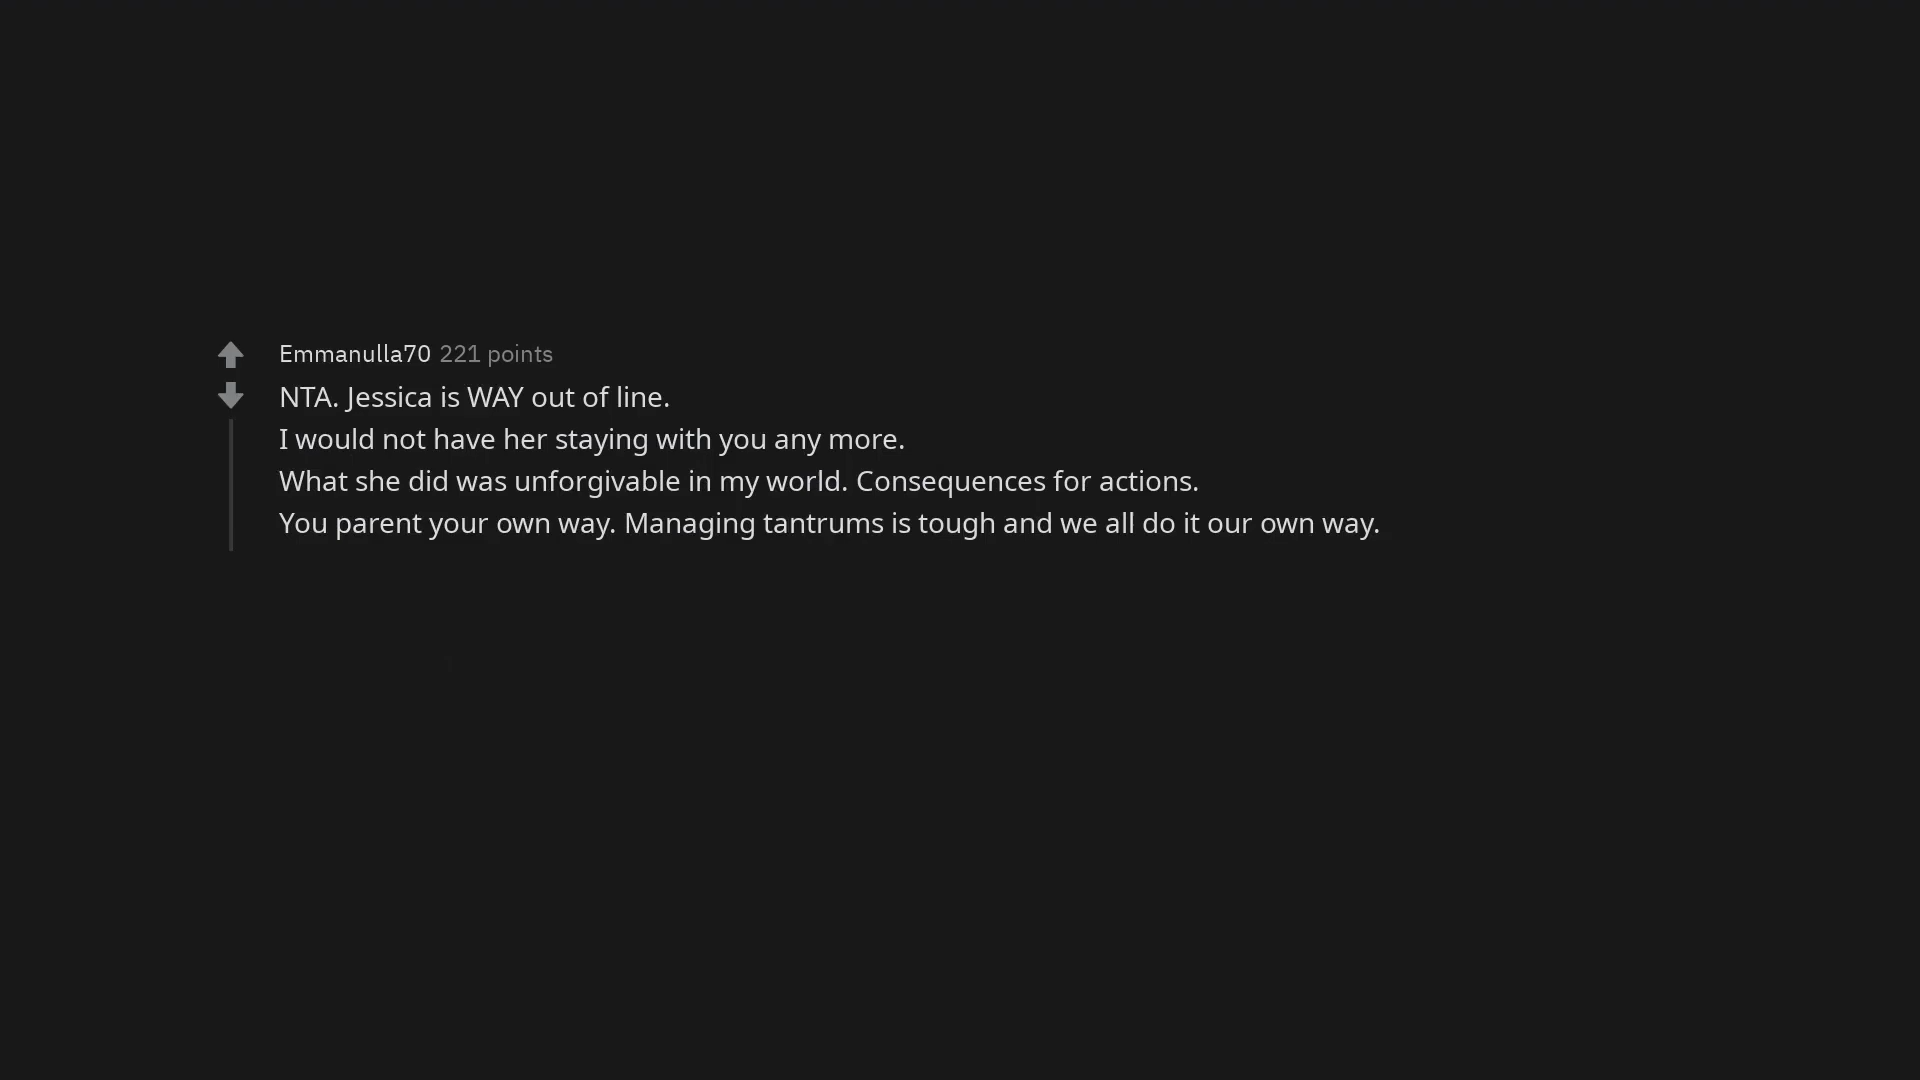 Emmanulla70 221 points
NTA. Jessica is WAY out of line.
I would not have her staying with you any more.
What she did was unforgivable in my world. Consequences for actions.
You parent your own way. Managing tantrums is tough and we all do it our own way.